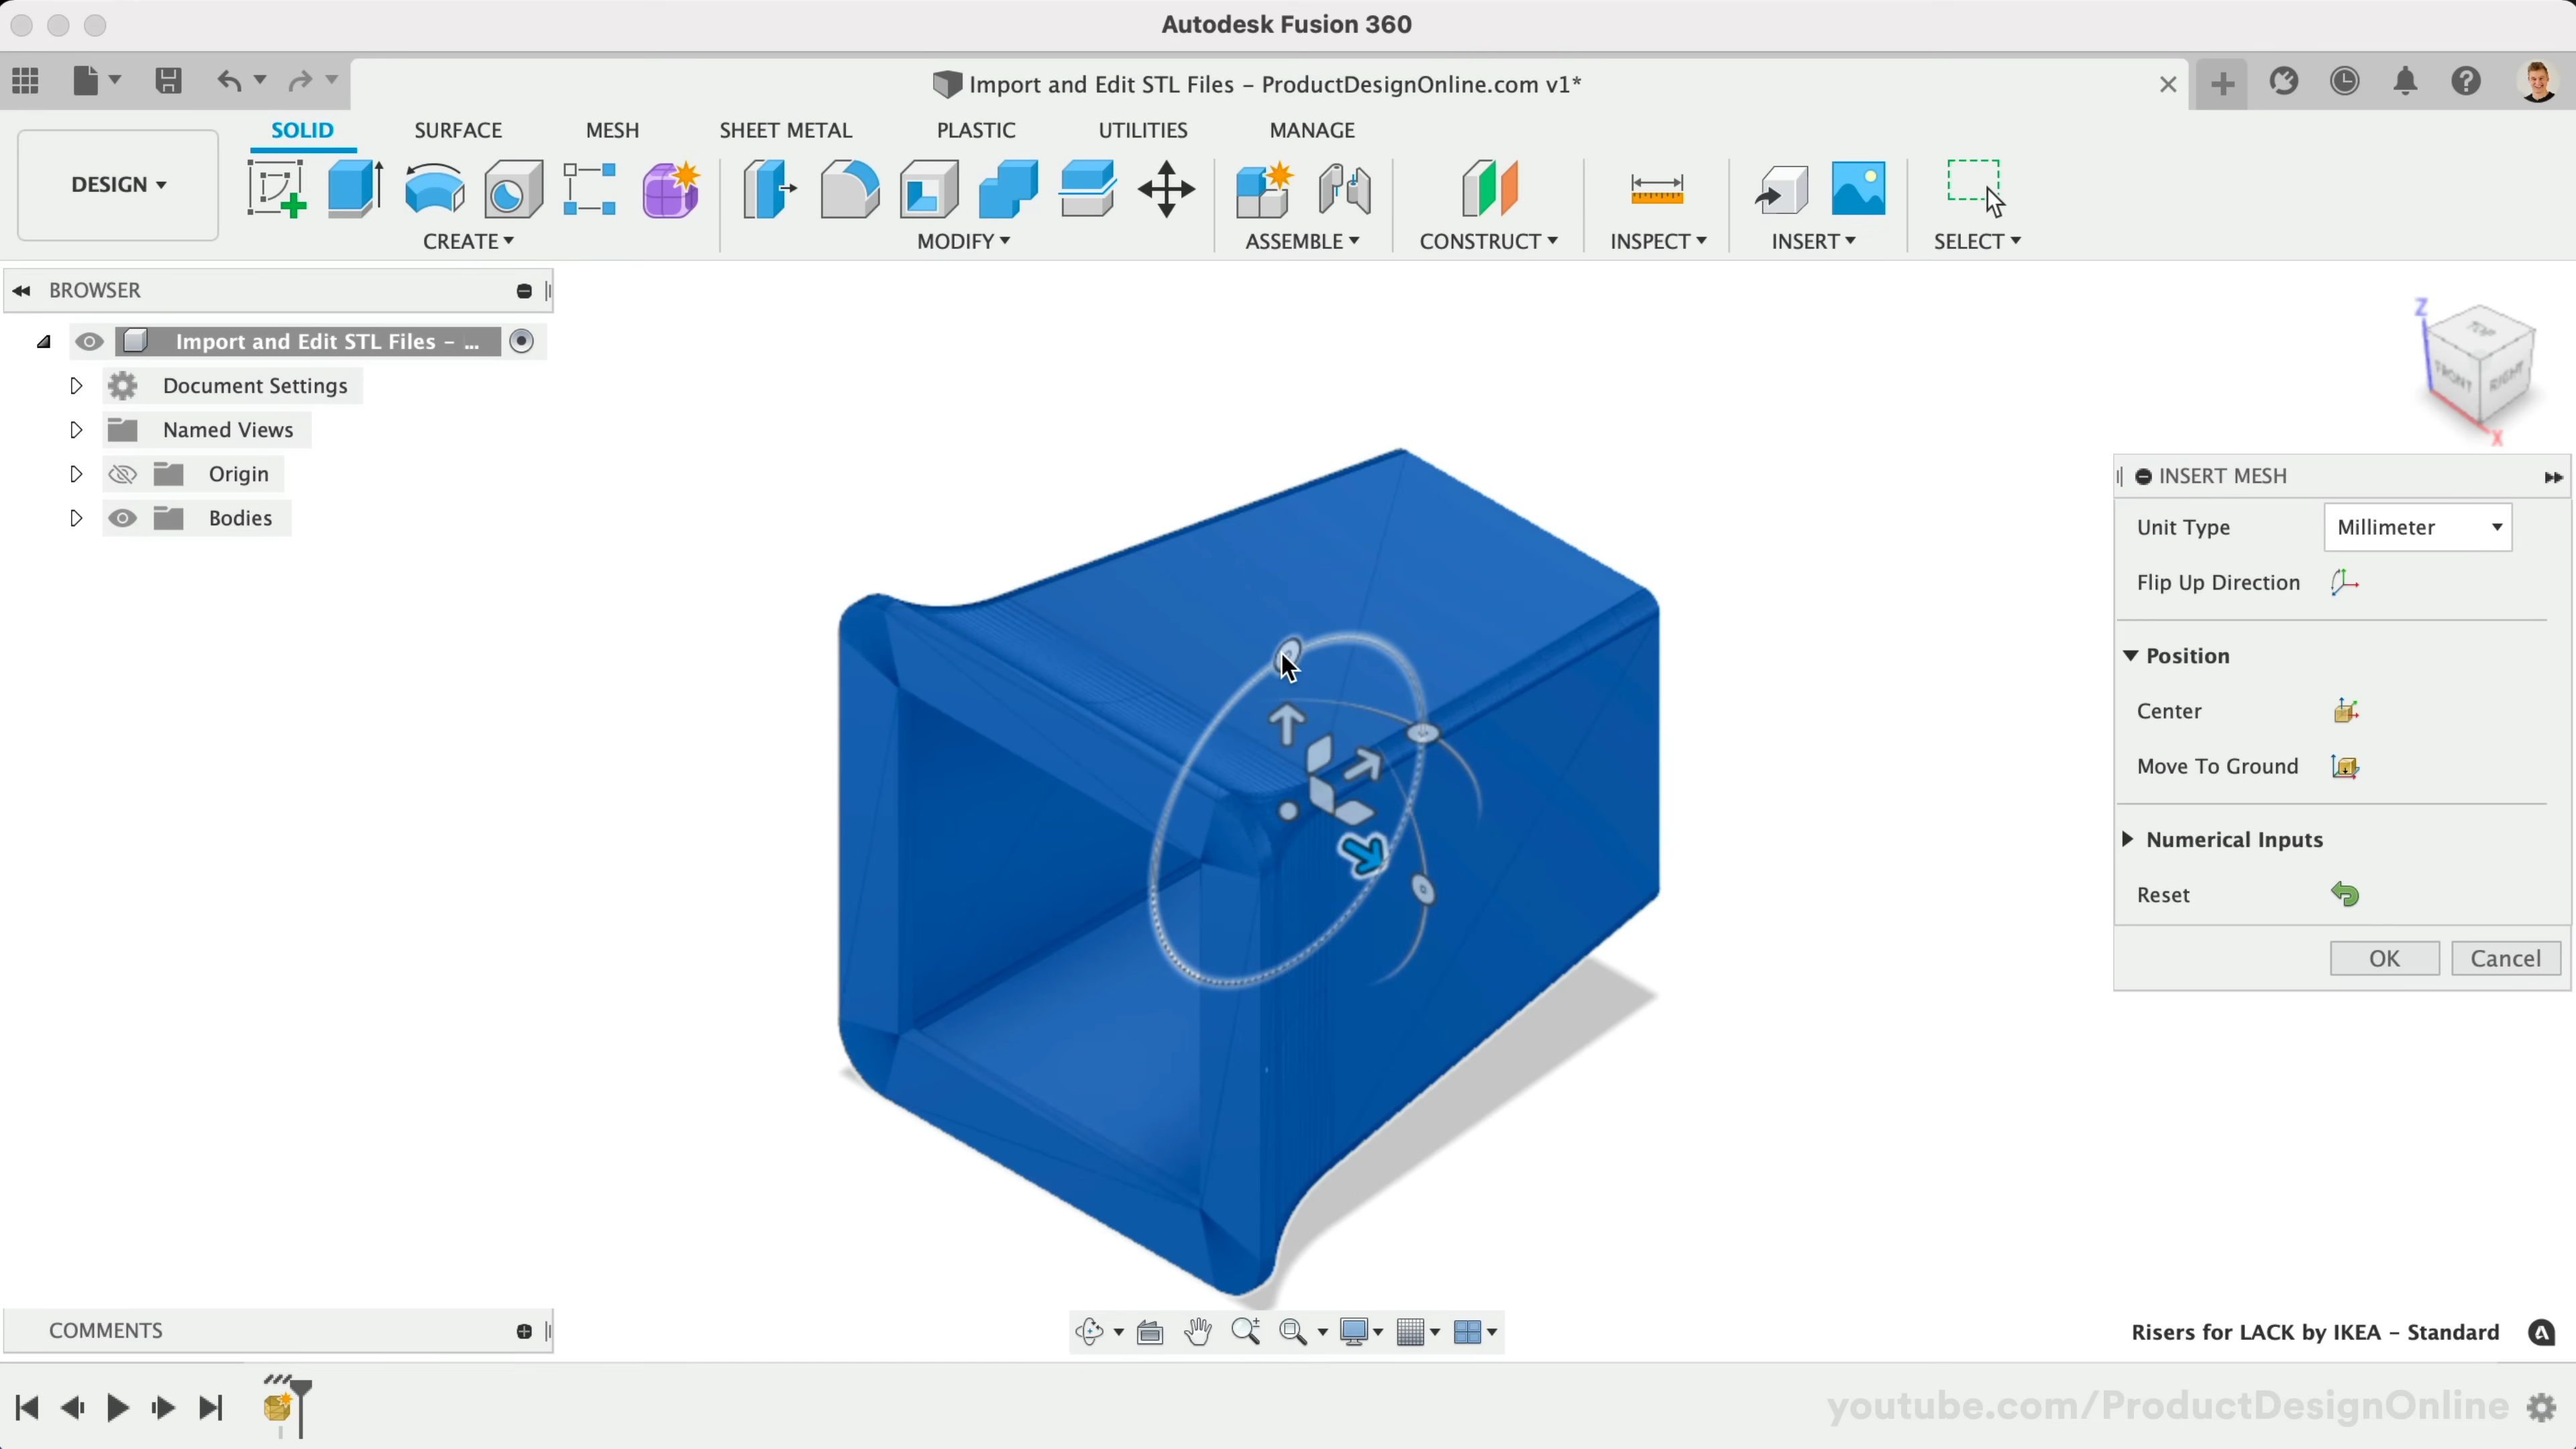 Autodesk Fusion 360
Import and Edit STL Files – ProductDesignOnline.com v1*
SOLID SURFACE MESH SHEET METAL PLASTIC UTILITIES MANAGE
DESIGN
CREATE MODIFY ASSEMBLE CONSTRUCT INSPECT INSERT SELECT
BROWSER
Import and Edit STL Files – ...
Document Settings
Named Views
Origin
Bodies
Z
TOP
FRONT
RIGHT
X
INSERT MESH
Unit Type Millimeter
Flip Up Direction
Position
Center
Move To Ground
Numerical Inputs
Reset
OK Cancel
COMMENTS
Risers for LACK by IKEA – Standard
youtube.com/ProductDesignOnline